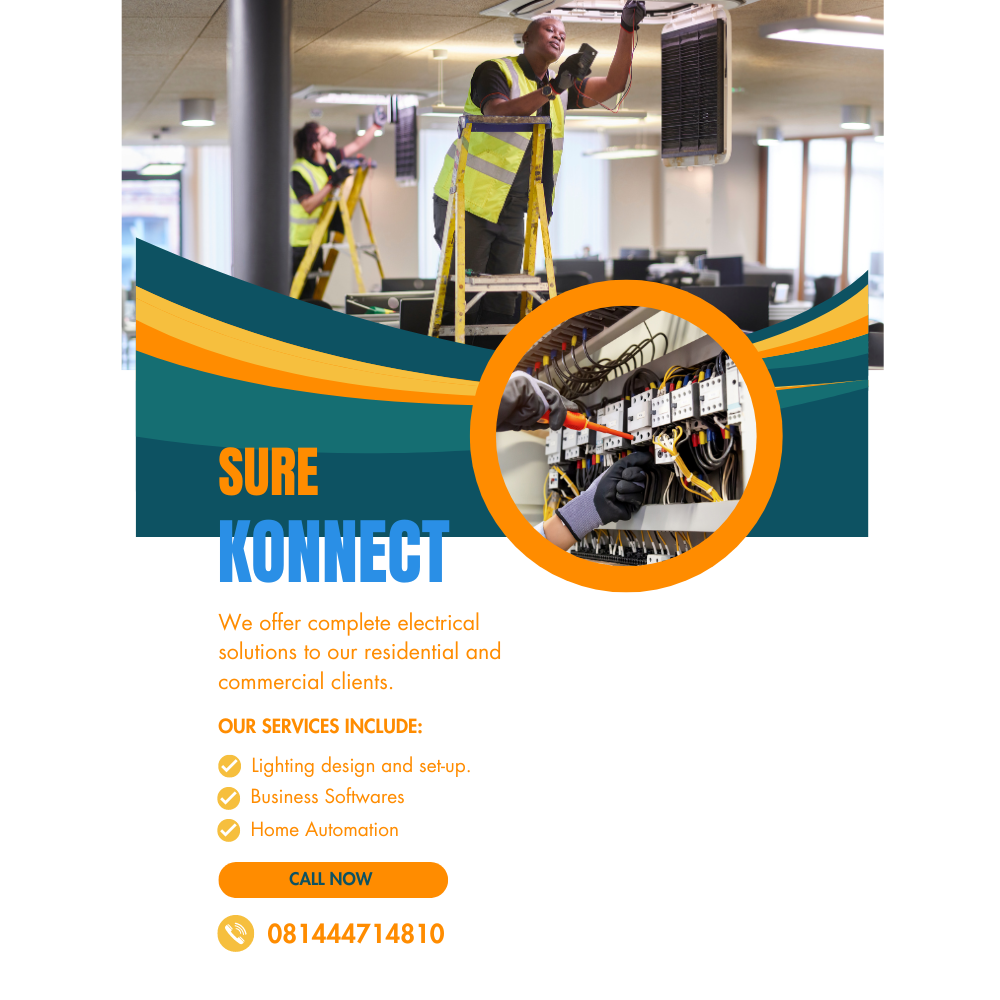 SURE
KONNECT
We offer complete electrical
solutions to our residential and
commercial clients.
OUR SERVICES INCLUDE:
Lighting design and set-up.
Business Softwares
Home Automation
CALL NOW
081444714810